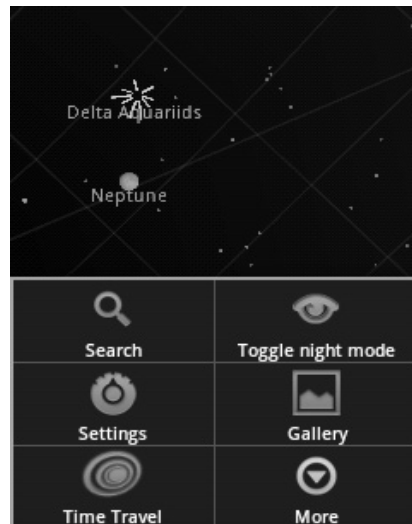 Delta Aquariids
Neptune
Search
Toggle night mode
Settings
Gallery
Time Travel
More